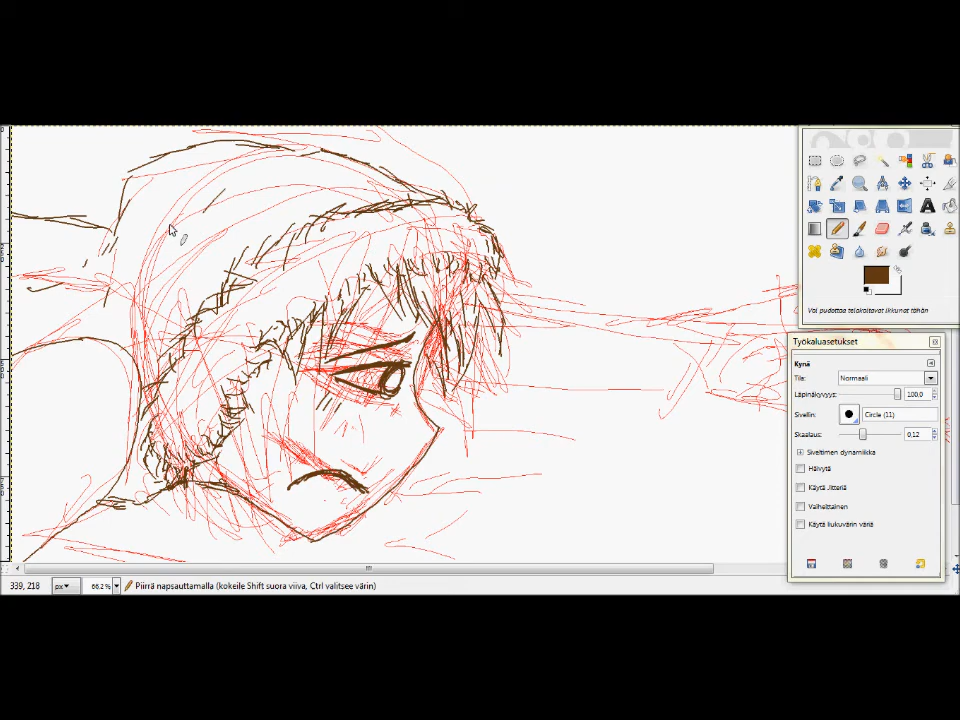 Voi pudottaa telakoitavat ikkunat tähän
Työkaluasetukset
Kynä
Tila: Normaali
Läpinäkyvyys: 100,0
Sivellin: Circle (11)
Skaalaus: 0,12
Siveltimen dynamiikka
Häivytä
Käytä Jitteriä
Vaiheittainen
Käytä liukuvärin väriä
339, 218 px 66.2% Piirrä napsauttamalla (kokeile Shift suora viiva, Ctrl valitsee värin)